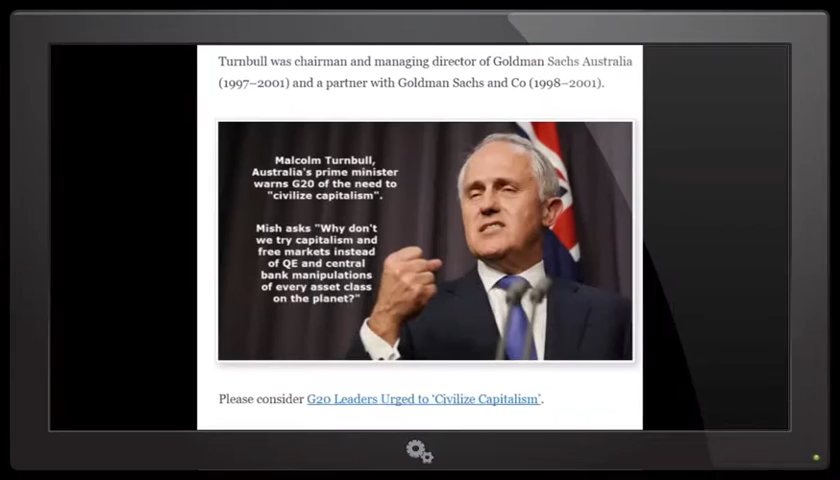 Turnbull was chairman and managing director of Goldman Sachs Australia
(1997–2001) and a partner with Goldman Sachs and Co (1998–2001).
Malcolm Turnbull,
Australia's prime minister
warns G20 of the need to
"civilize capitalism".
Mish asks "Why don't
we try capitalism and
free markets instead
of QE and central
bank manipulations
of every asset class
on the planet?"
Please consider G20 Leaders Urged to 'Civilize Capitalism'.